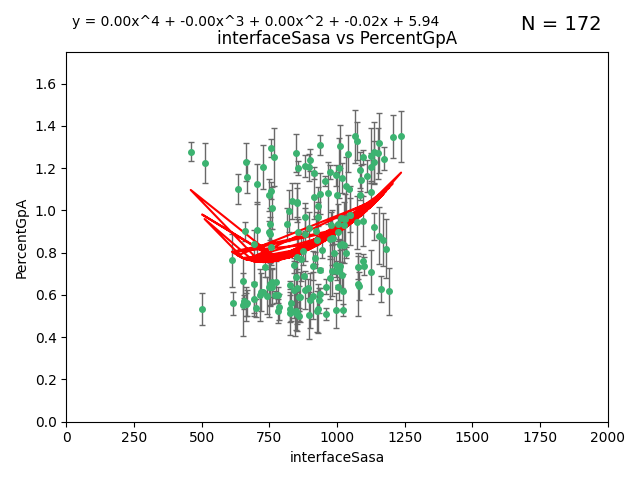 y = 0.00x^4 + -0.00x^3 + 0.00x^2 + -0.02x + 5.94
N = 172
interfaceSasa vs PercentGpA
PercentGpA
1.6
1.4
1.2
1.0
0.8
0.6
0.4
0.2
0.0
0 250 500 750 1000 1250 1500 1750 2000
interfaceSasa